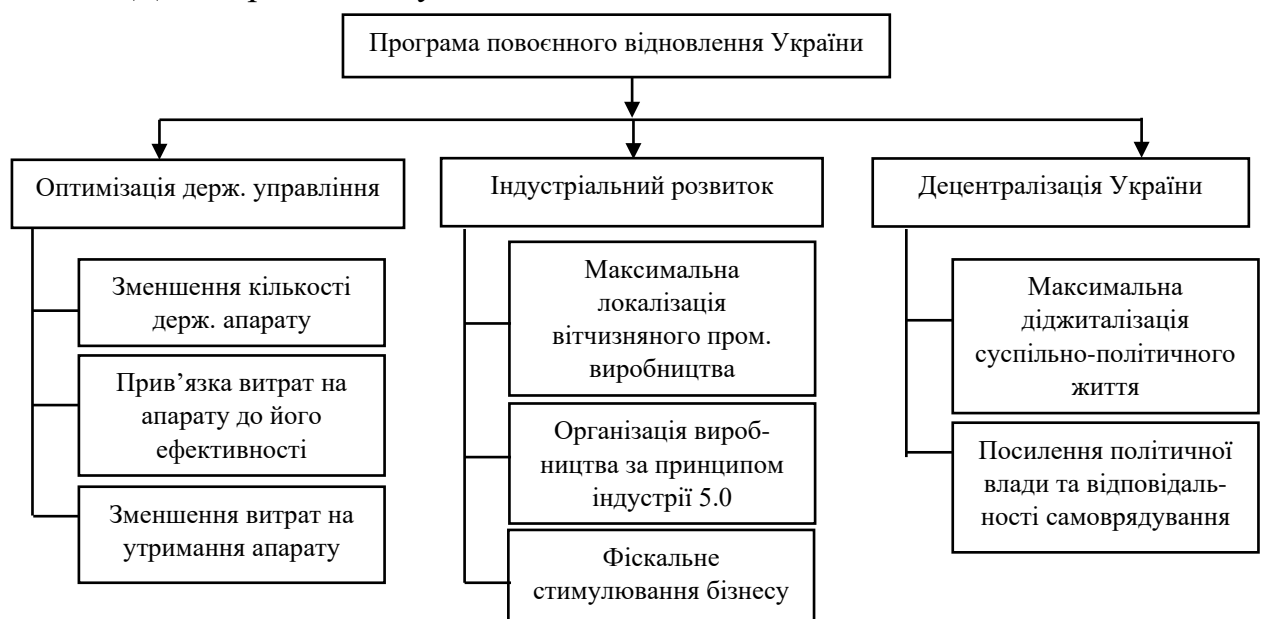 Програма повоєнного відновлення України
Оптимізація держ. управління
Зменшення кількості
держ. апарату
Прив’язка витрат на
апарату до його
ефективності
Зменшення витрат на
утримання апарату
Індустріальний розвиток
Максимальна
локалізація
вітчизняного пром.
виробництва
Організація вироб-
ництва за принципом
індустрії 5.0
Фіскальне
стимулювання бізнесу
Децентралізація України
Максимальна
діджиталізація
суспільно-політичного
життя
Посилення політичної
влади та відповідаль-
ності самоврядування